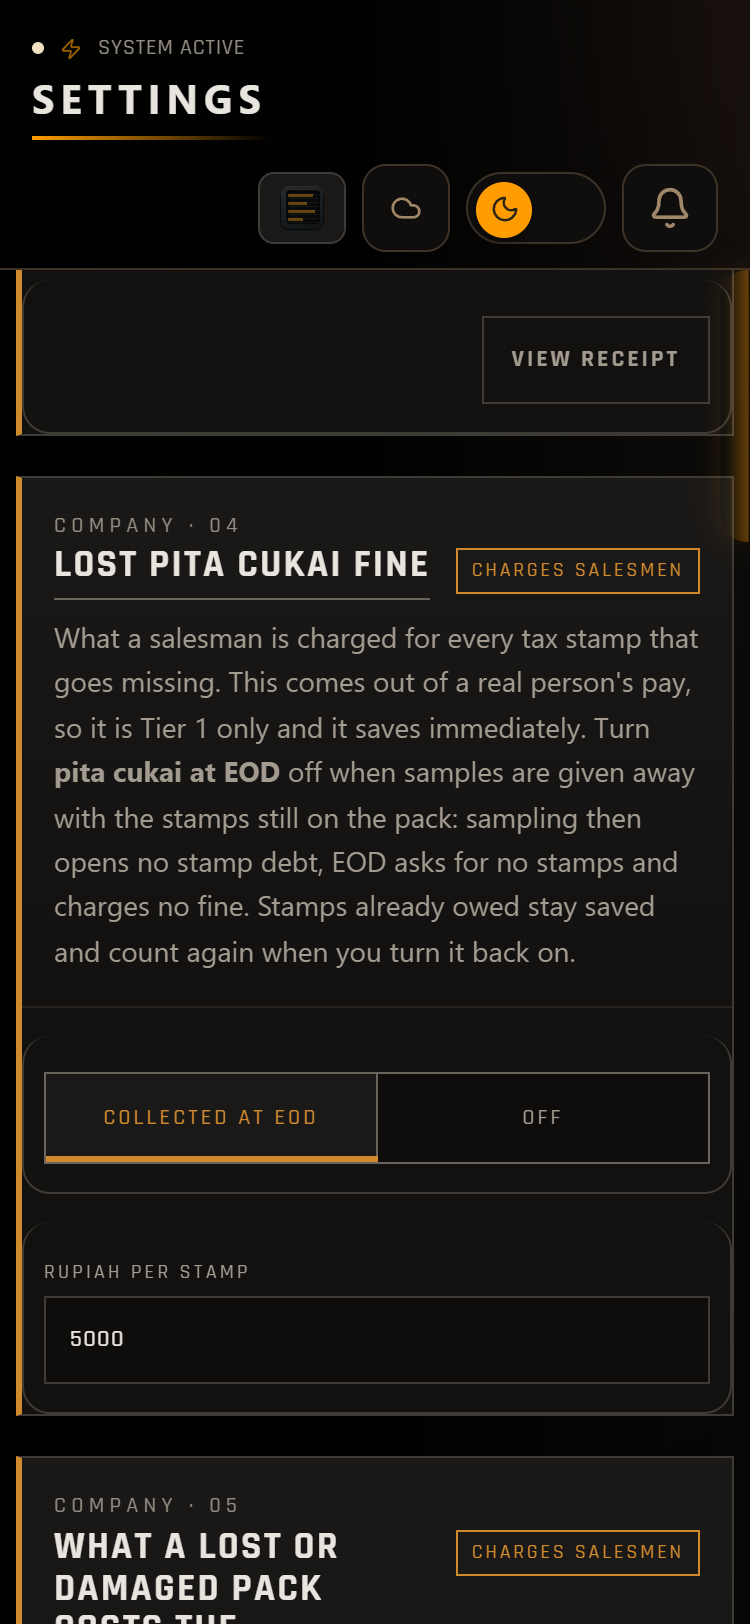 SYSTEM ACTIVE
SETTINGS
VIEW RECEIPT
COMPANY · 04
LOST PITA CUKAI FINE
CHARGES SALESMEN
What a salesman is charged for every tax stamp that
goes missing. This comes out of a real person's pay,
so it is Tier 1 only and it saves immediately. Turn
pita cukai at EOD off when samples are given away
with the stamps still on the pack: sampling then
opens no stamp debt, EOD asks for no stamps and
charges no fine. Stamps already owed stay saved
and count again when you turn it back on.
COLLECTED AT EOD
OFF
RUPIAH PER STAMP
5000
COMPANY · 05
WHAT A LOST OR
CHARGES SALESMEN
DAMAGED PACK
COSTS THE